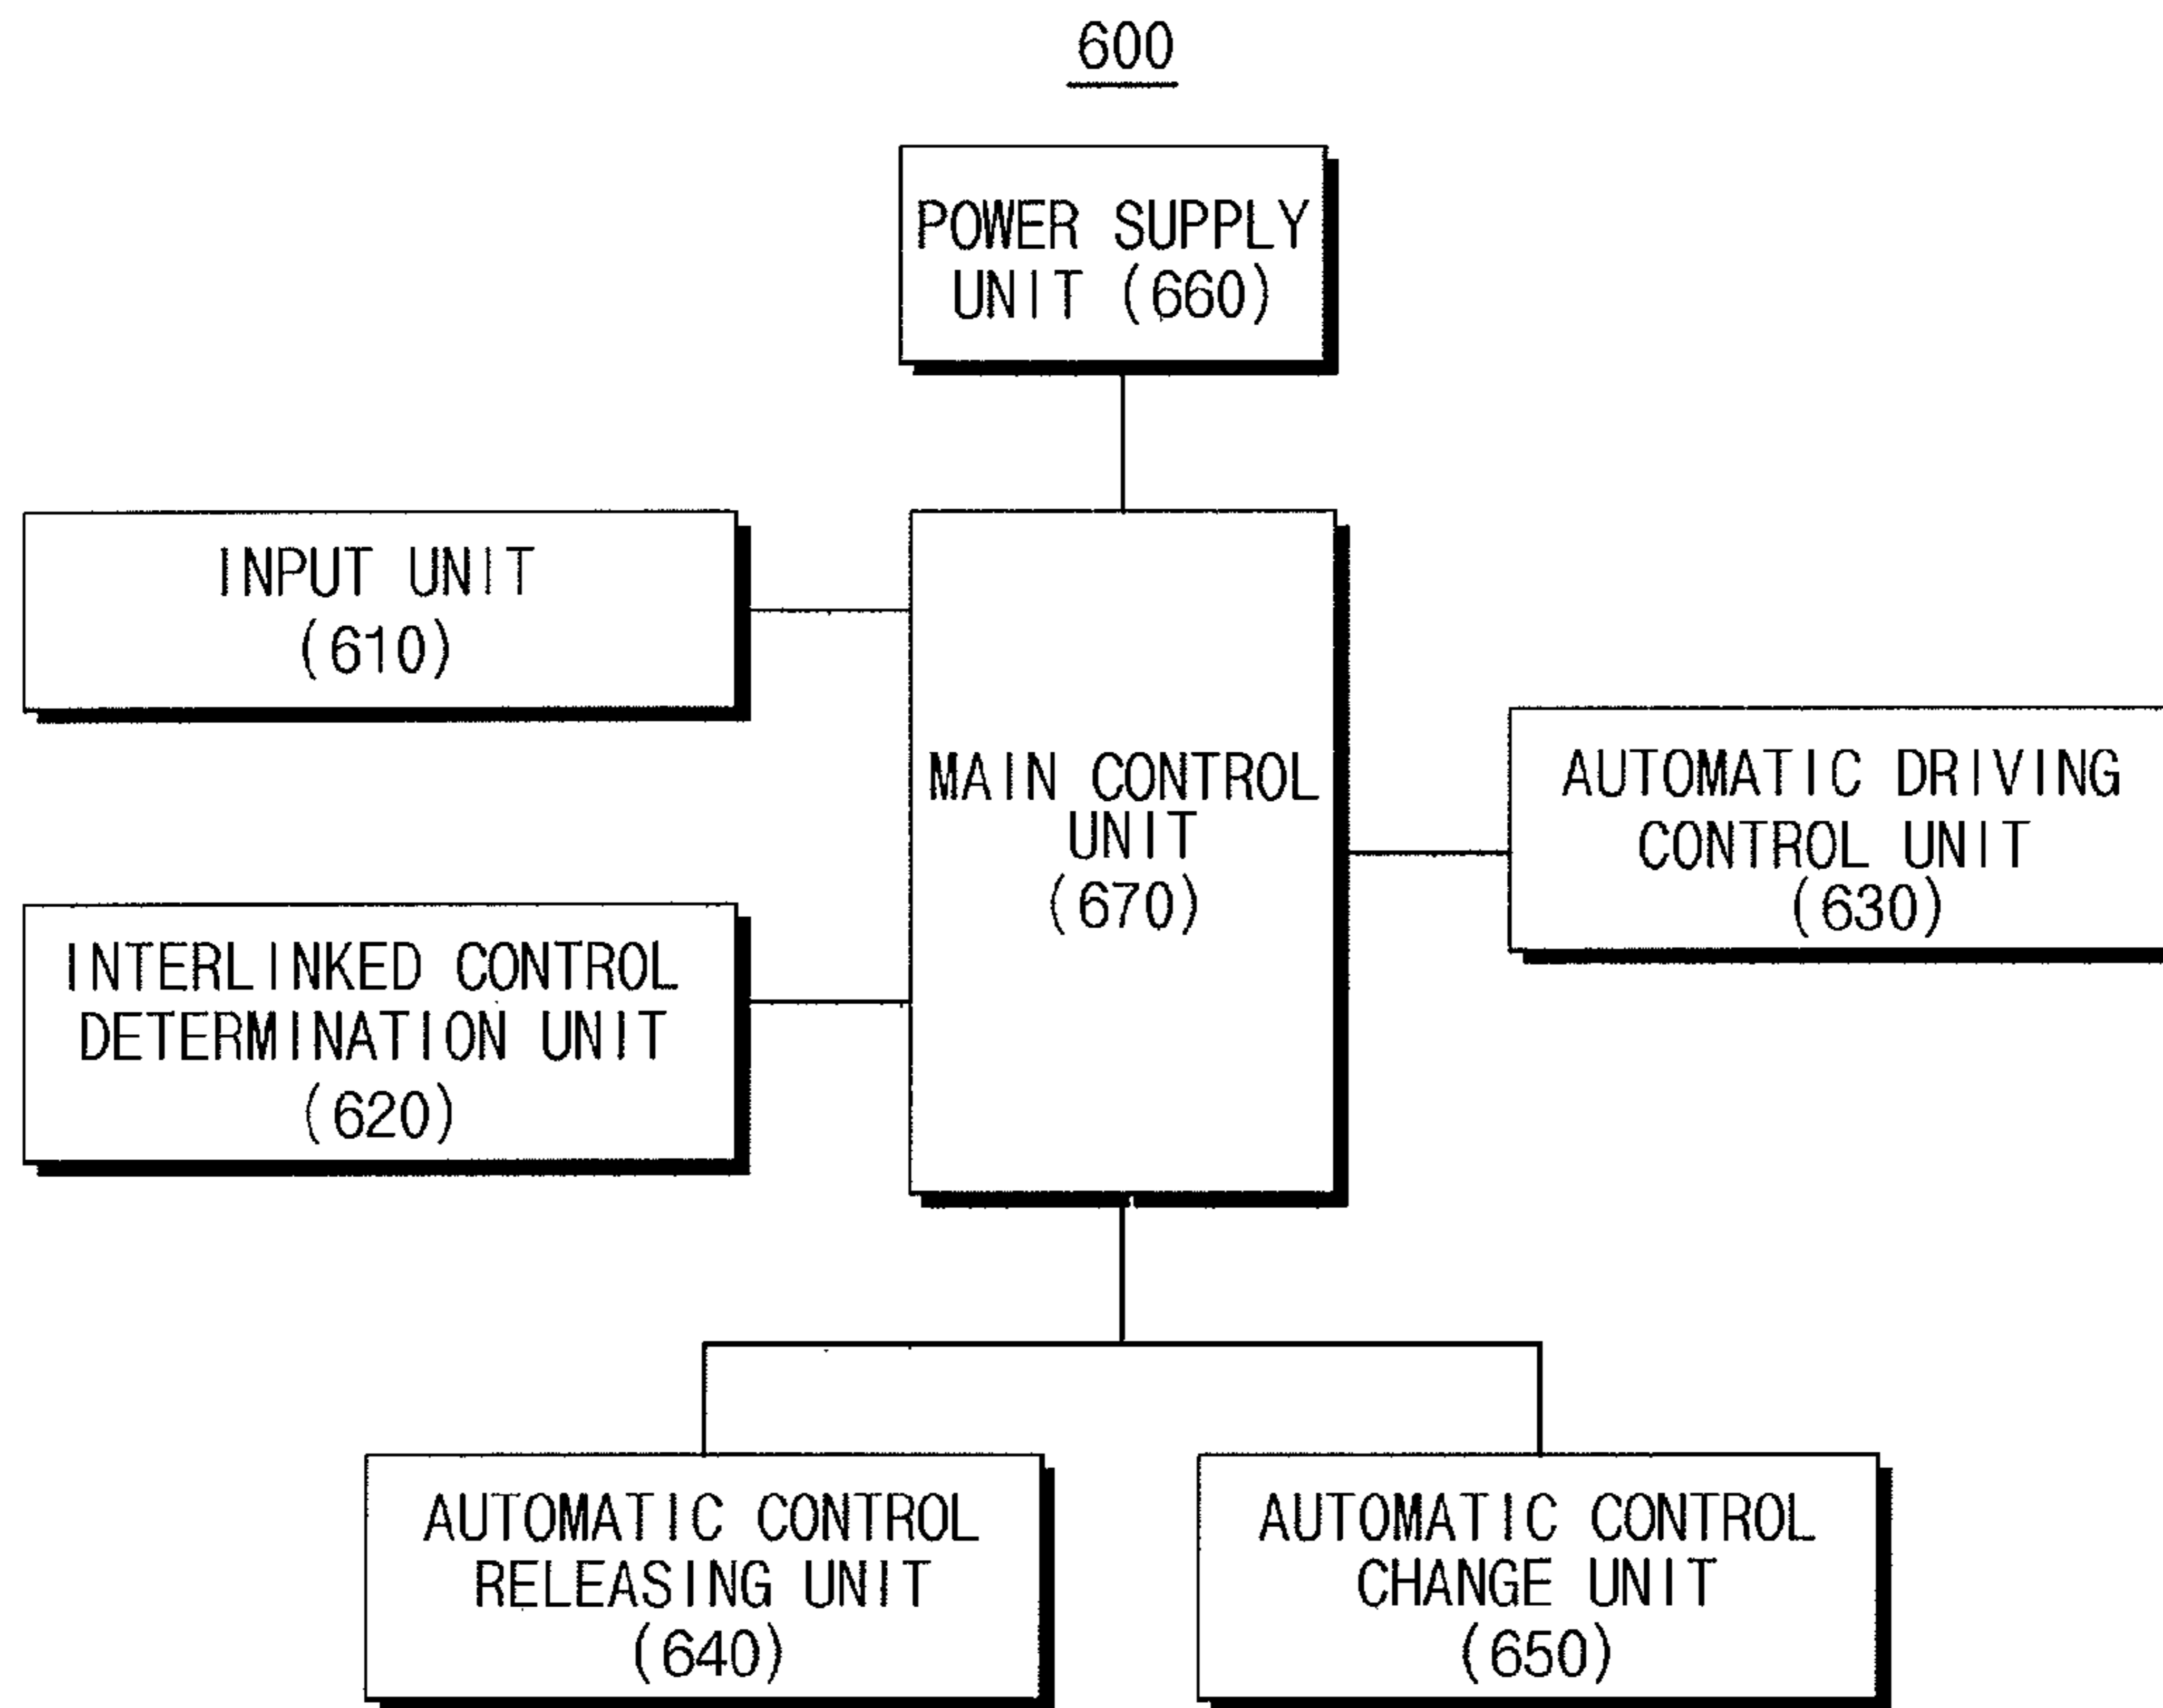 600
POWER SUPPLY
UNIT (660)
INPUT UNIT
(610)
MAIN CONTROL
UNIT
(670)
AUTOMATIC DRIVING
CONTROL UNIT
(630)
INTERLINKED CONTROL
DETERMINATION UNIT
(620)
AUTOMATIC CONTROL
RELEASING UNIT
(640)
AUTOMATIC CONTROL
CHANGE UNIT
(650)